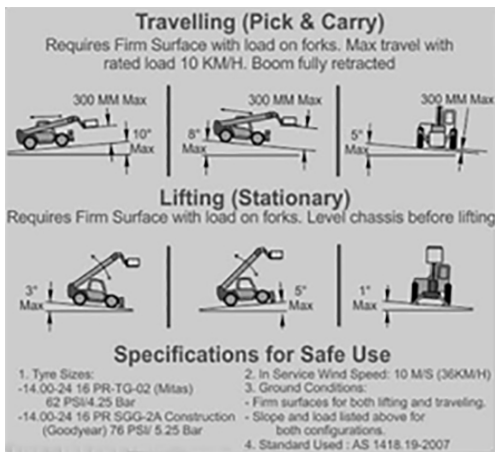 Travelling (Pick & Carry)
Requires Firm Surface with load on forks. Max travel with
rated load 10 KM/H. Boom fully retracted
300 MM Max
300 MM Max
300 MM Max
10"
Max
8"
Max
5"
Max
Lifting (Stationary)
Requires Firm Surface with load on forks. Level chassis before lifting
3"
Max
5"
Max
1"
Max
Specifications for Safe Use
1. Tyre Sizes:
-14.00-24 16 PR-TG-02 (Mitas)
62 PSI/4.25 Bar
-14.00-24 16 PR SGG-2A Construction
(Goodyear) 76 PSI/ 5.25 Bar
2. In Service Wind Speed: 10 M/S (36KM/H)
3. Ground Conditions:
- Firm surfaces for both lifting and traveling.
- Slope and load listed above for
both configurations.
4. Standard Used : AS 1418.19-2007